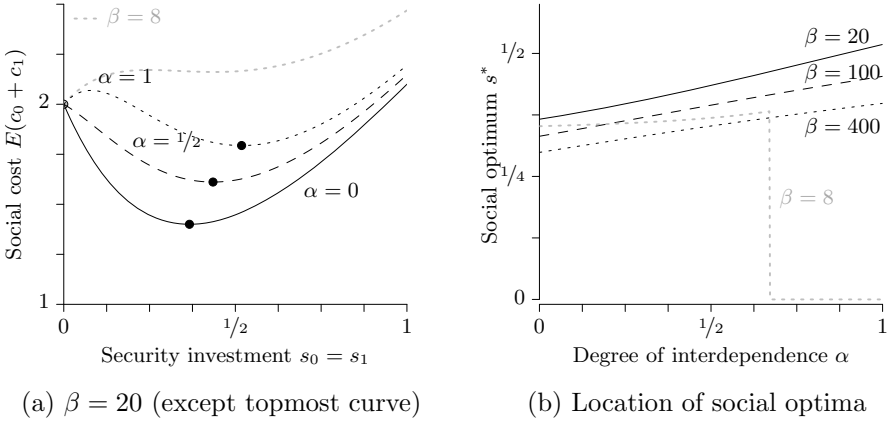 β = 8
Social cost E(c₀ + c₁)
2
1
α = 1
α = 1/2
α = 0
0
1/2
1
Security investment s₀ = s₁
(a) β = 20 (except topmost curve)
Social optimum s*
1/2
1/4
0
β = 20
β = 100
β = 400
β = 8
0
1/2
1
Degree of interdependence α
(b) Location of social optima